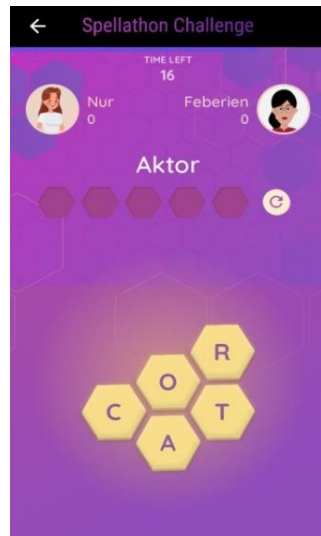 Spellathon Challenge
TIME LEFT
16
Nur
0
Feberien
0
Aktor
R
O
C
T
A